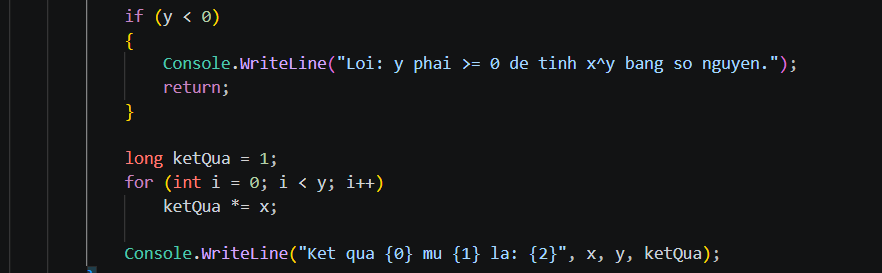 if (y < 0)
{
Console.WriteLine("Loi: y phai >= 0 de tinh x^y bang so nguyen.");
return;
}
long ketQua = 1;
for (int i = 0; i < y; i++)
ketQua *= x;
Console.WriteLine("Ket qua {0} mu {1} la: {2}", x, y, ketQua);